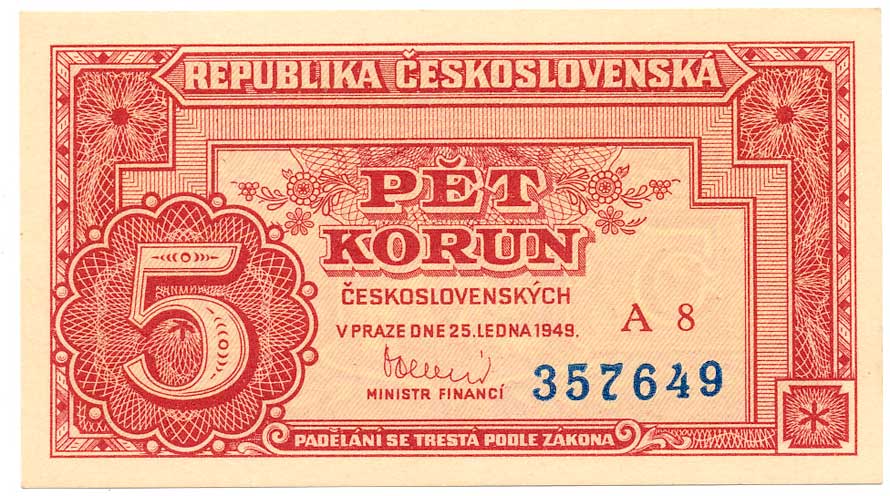 REPUBLIKA ČESKOSLOVENSKÁ
PĚT
KORUN
ČESKOSLOVENSKÝCH
V PRAZE DNE 25. LEDNA 1949.
A 8
5
357649
MINISTR FINANCÍ
PADĚLÁNÍ SE TRESTÁ PODLE ZÁKONA